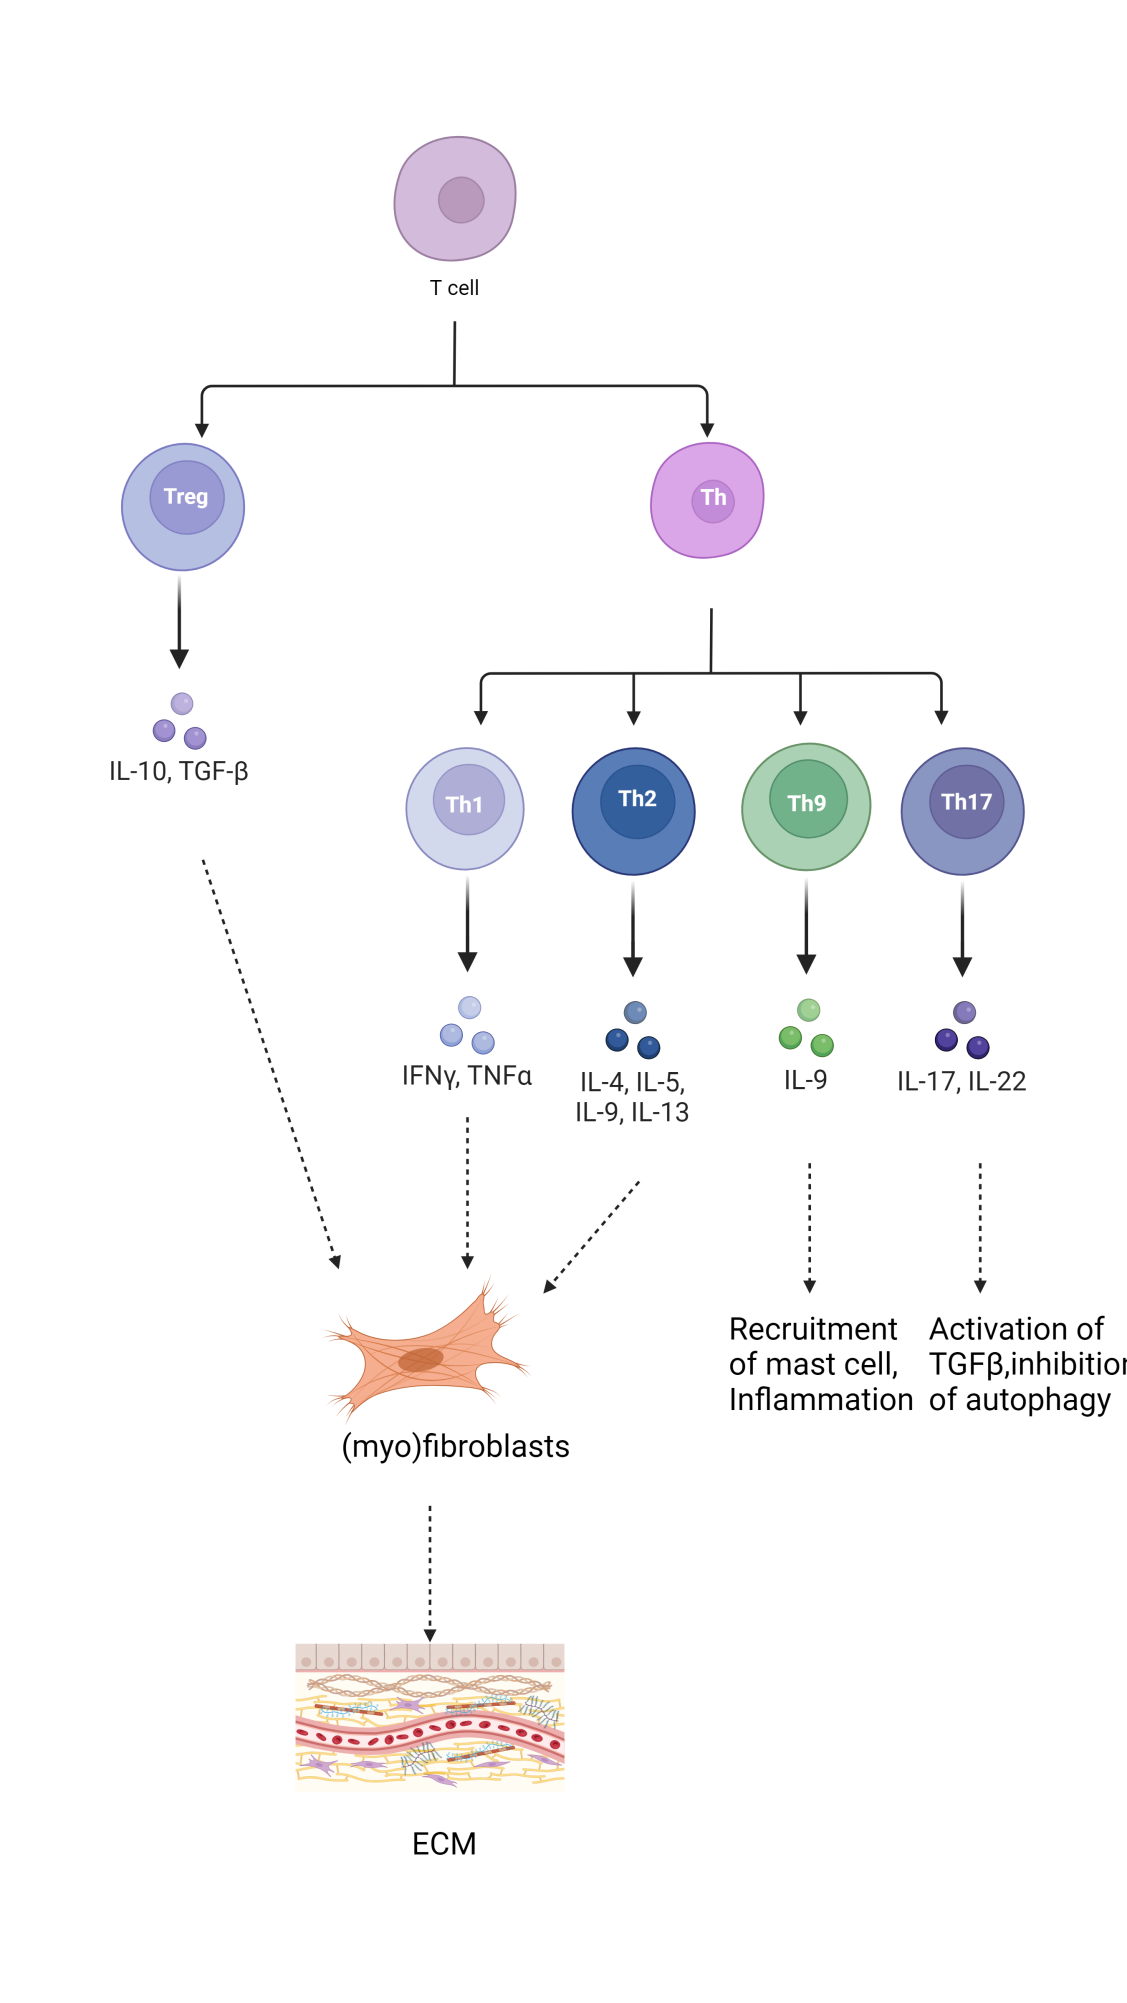 T cell
Treg
Th
IL-10, TGF-β
Th1
Th2
Th9
Th17
IFNγ, TNFα
IL-4, IL-5,
IL-9, IL-13
IL-9
IL-17, IL-22
Recruitment
of mast cell,
Inflammation
Activation of
TGFβ,inhibition
of autophagy
(myo)fibroblasts
ECM